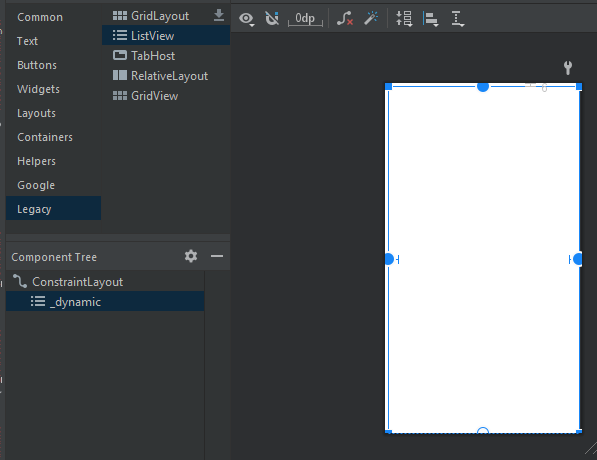 Common
Text
Buttons
Widgets
Layouts
Containers
Helpers
Google
Legacy
GridLayout
ListView
TabHost
RelativeLayout
GridView
0dp
Component Tree
ConstraintLayout
_dynamic